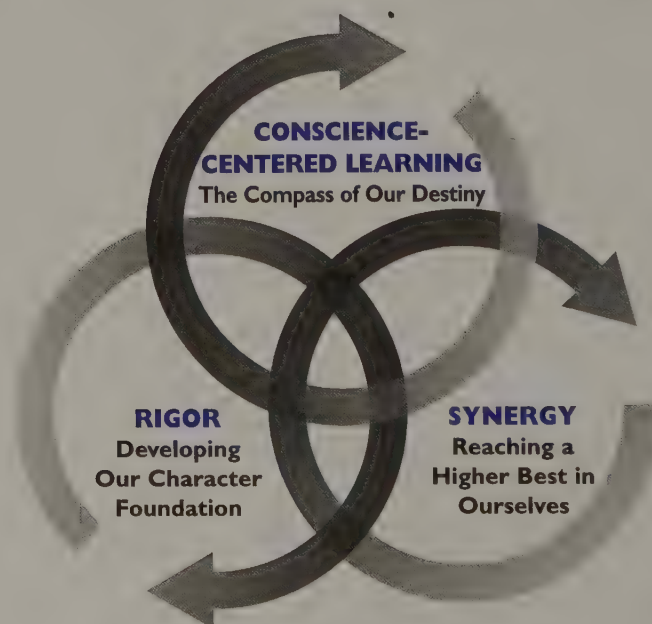 CONSCIENCE-
CENTERED LEARNING
The Compass of Our Destiny
RIGOR
Developing
Our Character
Foundation
SYNERGY
Reaching a
Higher Best in
Ourselves